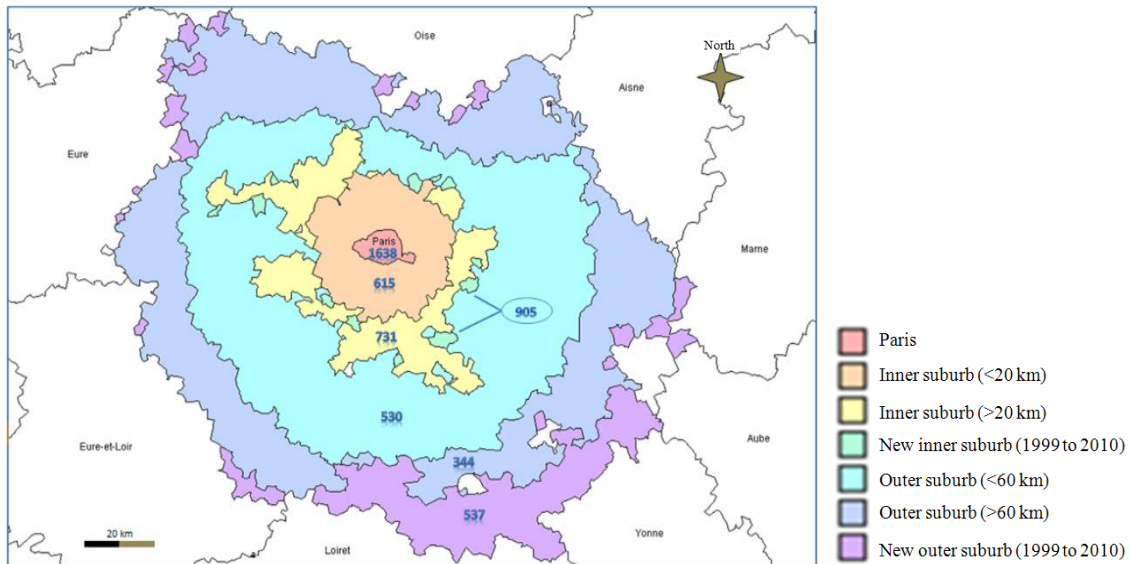 Oise
North
Aisne
Eure
Paris
1638
Marne
615
905
731
530
Eure-et-Loir
Aube
344
537
20 km
Loiret
Yonne
Paris
Inner suburb (<20 km)
Inner suburb (>20 km)
New inner suburb (1999 to 2010)
Outer suburb (<60 km)
Outer suburb (>60 km)
New outer suburb (1999 to 2010)